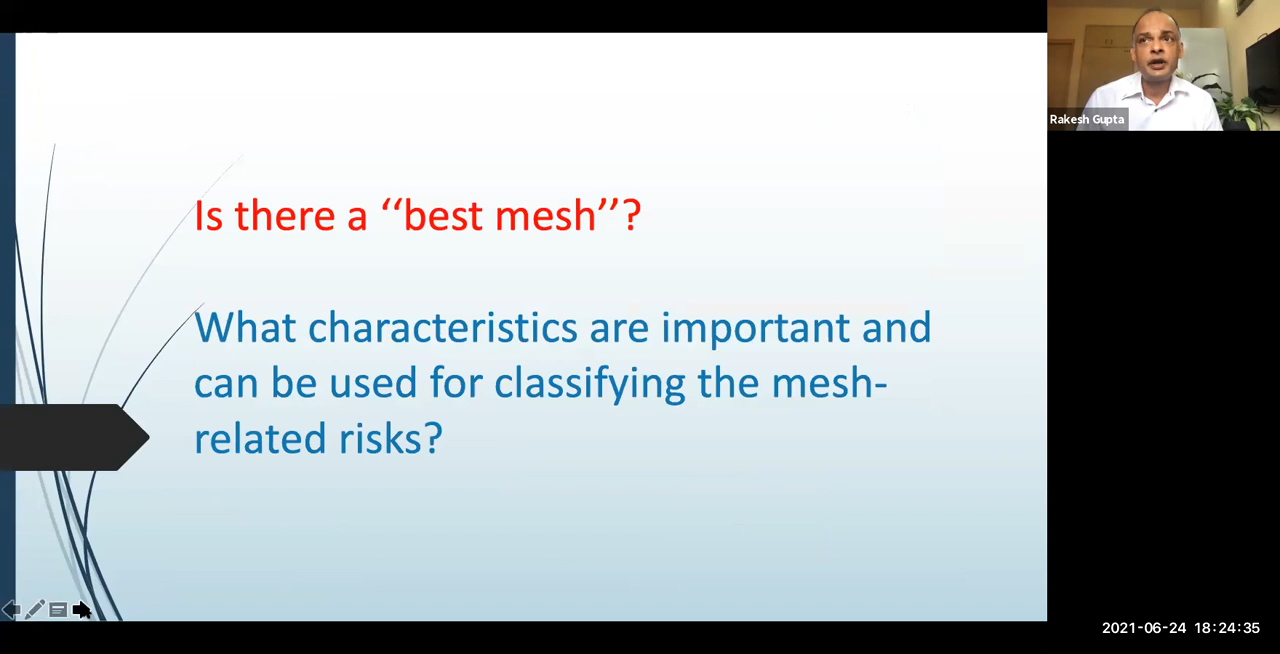 Is there a ‘‘best mesh’’?
What characteristics are important and
can be used for classifying the mesh-
related risks?
Rakesh Gupta
2021-06-24 18:24:35